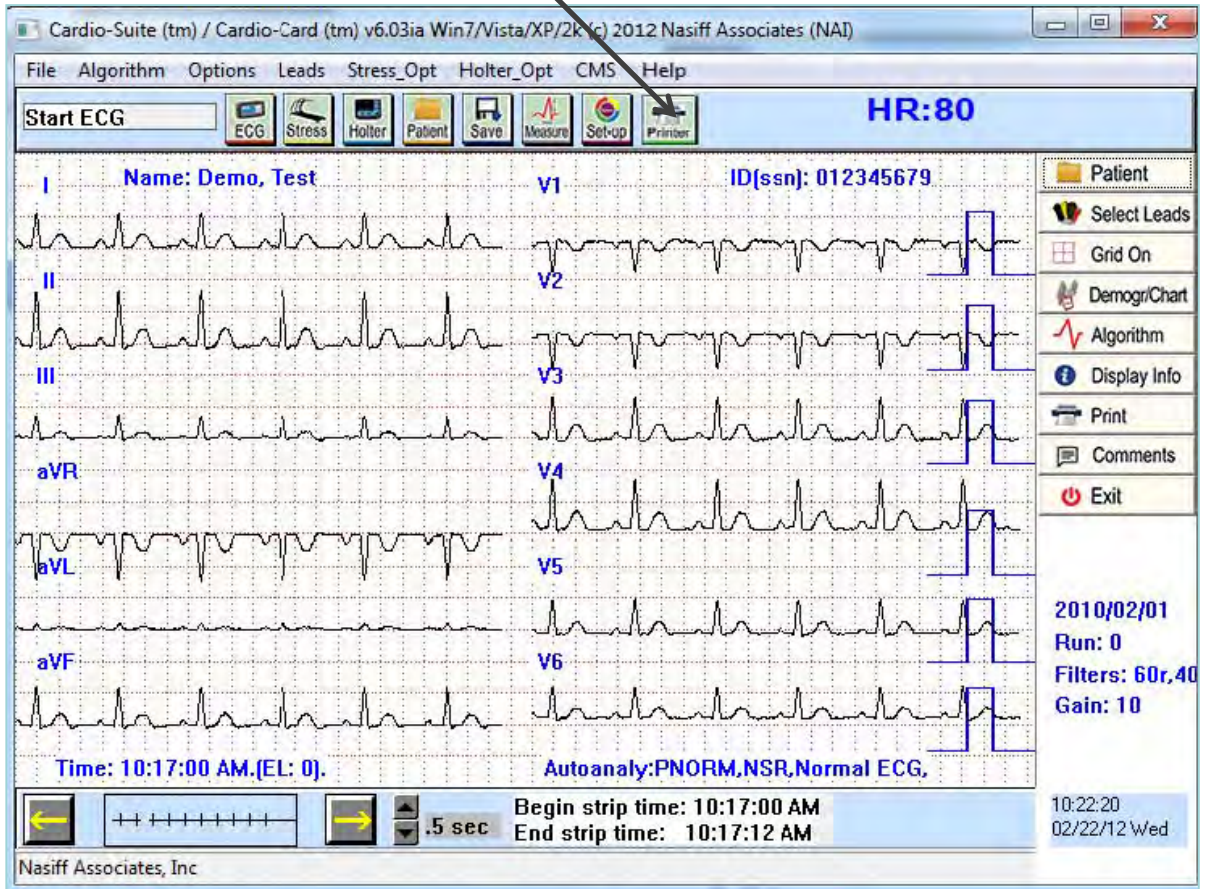 Cardio-Suite (tm) / Cardio-Card (tm) v6.03ia Win7/Vista/XP/2k (c) 2012 Nasiff Associates (NAI)
File Algorithm Options Leads Stress_Opt Holter_Opt CMS Help
Start ECG ECG Stress Holter Patient Save Measure Set-up Printer HR:80
I Name: Demo, Test V1 ID(ssn): 012345679
II V2
III V3
aVR V4
aVL V5
aVF V6
Time: 10:17:00 AM.(EL: 0). Autoanaly:PNORM,NSR,Normal ECG,
Patient
Select Leads
Grid On
Demogr/Chart
Algorithm
Display Info
Print
Comments
Exit
2010/02/01
Run: 0
Filters: 60r,40
Gain: 10
.5 sec
Begin strip time: 10:17:00 AM
End strip time: 10:17:12 AM
10:22:20
02/22/12 Wed
Nasiff Associates, Inc